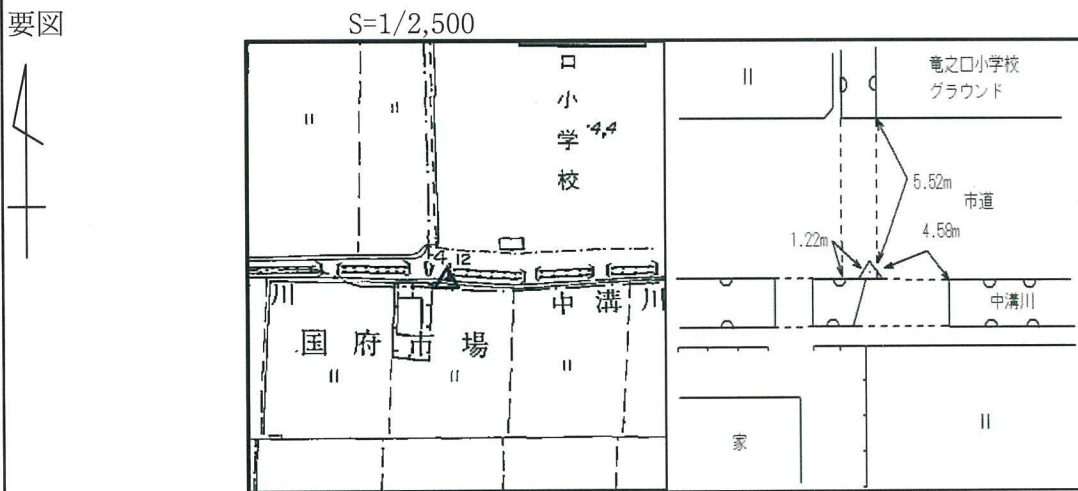 要図
S=1/2,500
口小学校
4,4
4 12
川
中溝川
国府市場
竜之口小学校
グラウンド
5.52m
市道
1.22m
4.58m
中溝川
家